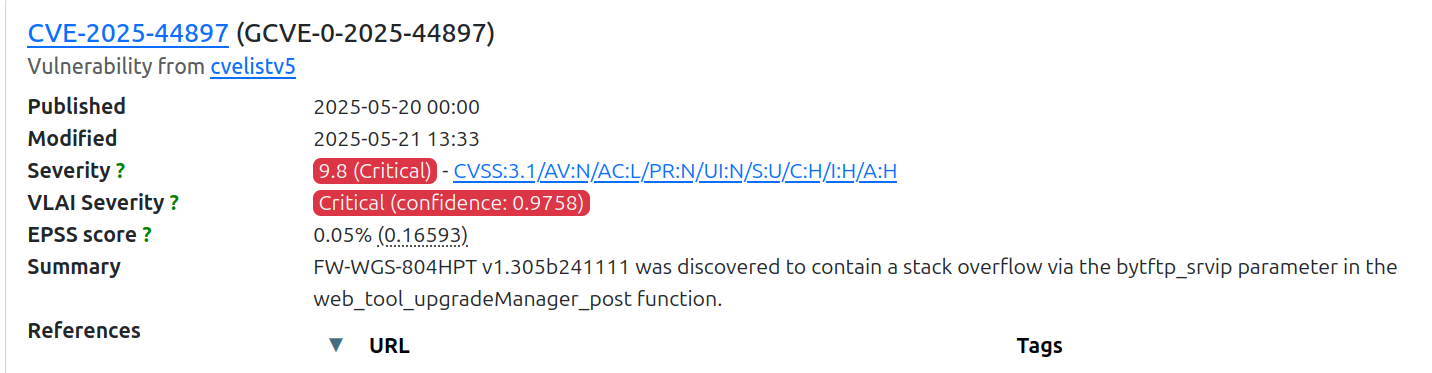 CVE-2025-44897 (GCVE-0-2025-44897)
Vulnerability from cvelistv5
Published 2025-05-20 00:00
Modified 2025-05-21 13:33
Severity ? 9.8 (Critical) - CVSS:3.1/AV:N/AC:L/PR:N/UI:N/S:U/C:H/I:H/A:H
VLAI Severity ? Critical (confidence: 0.9758)
EPSS score ? 0.05% (0.16593)
Summary FW-WGS-804HPT v1.305b241111 was discovered to contain a stack overflow via the bytftp_srvip parameter in the
web_tool_upgradeManager_post function.
References
▼ URL Tags